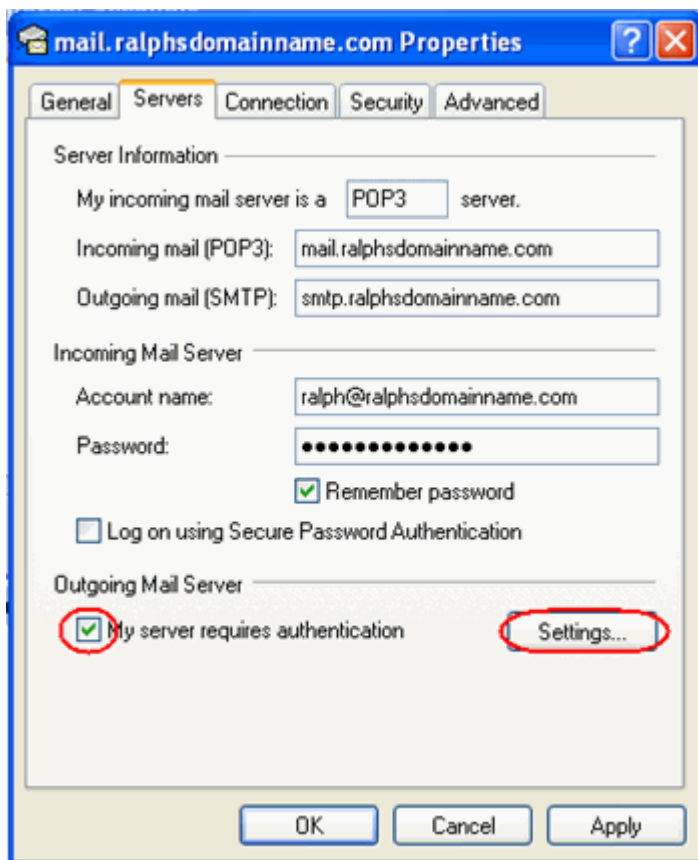 mail.ralphsdomainname.com Properties
General Servers Connection Security Advanced
Server Information
My incoming mail server is a POP3 server.
Incoming mail (POP3): mail.ralphsdomainname.com
Outgoing mail (SMTP): smtp.ralphsdomainname.com
Incoming Mail Server
Account name: ralph@ralphsdomainname.com
Password: •••••••••••••
Remember password
Log on using Secure Password Authentication
Outgoing Mail Server
My server requires authentication Settings...
OK Cancel Apply